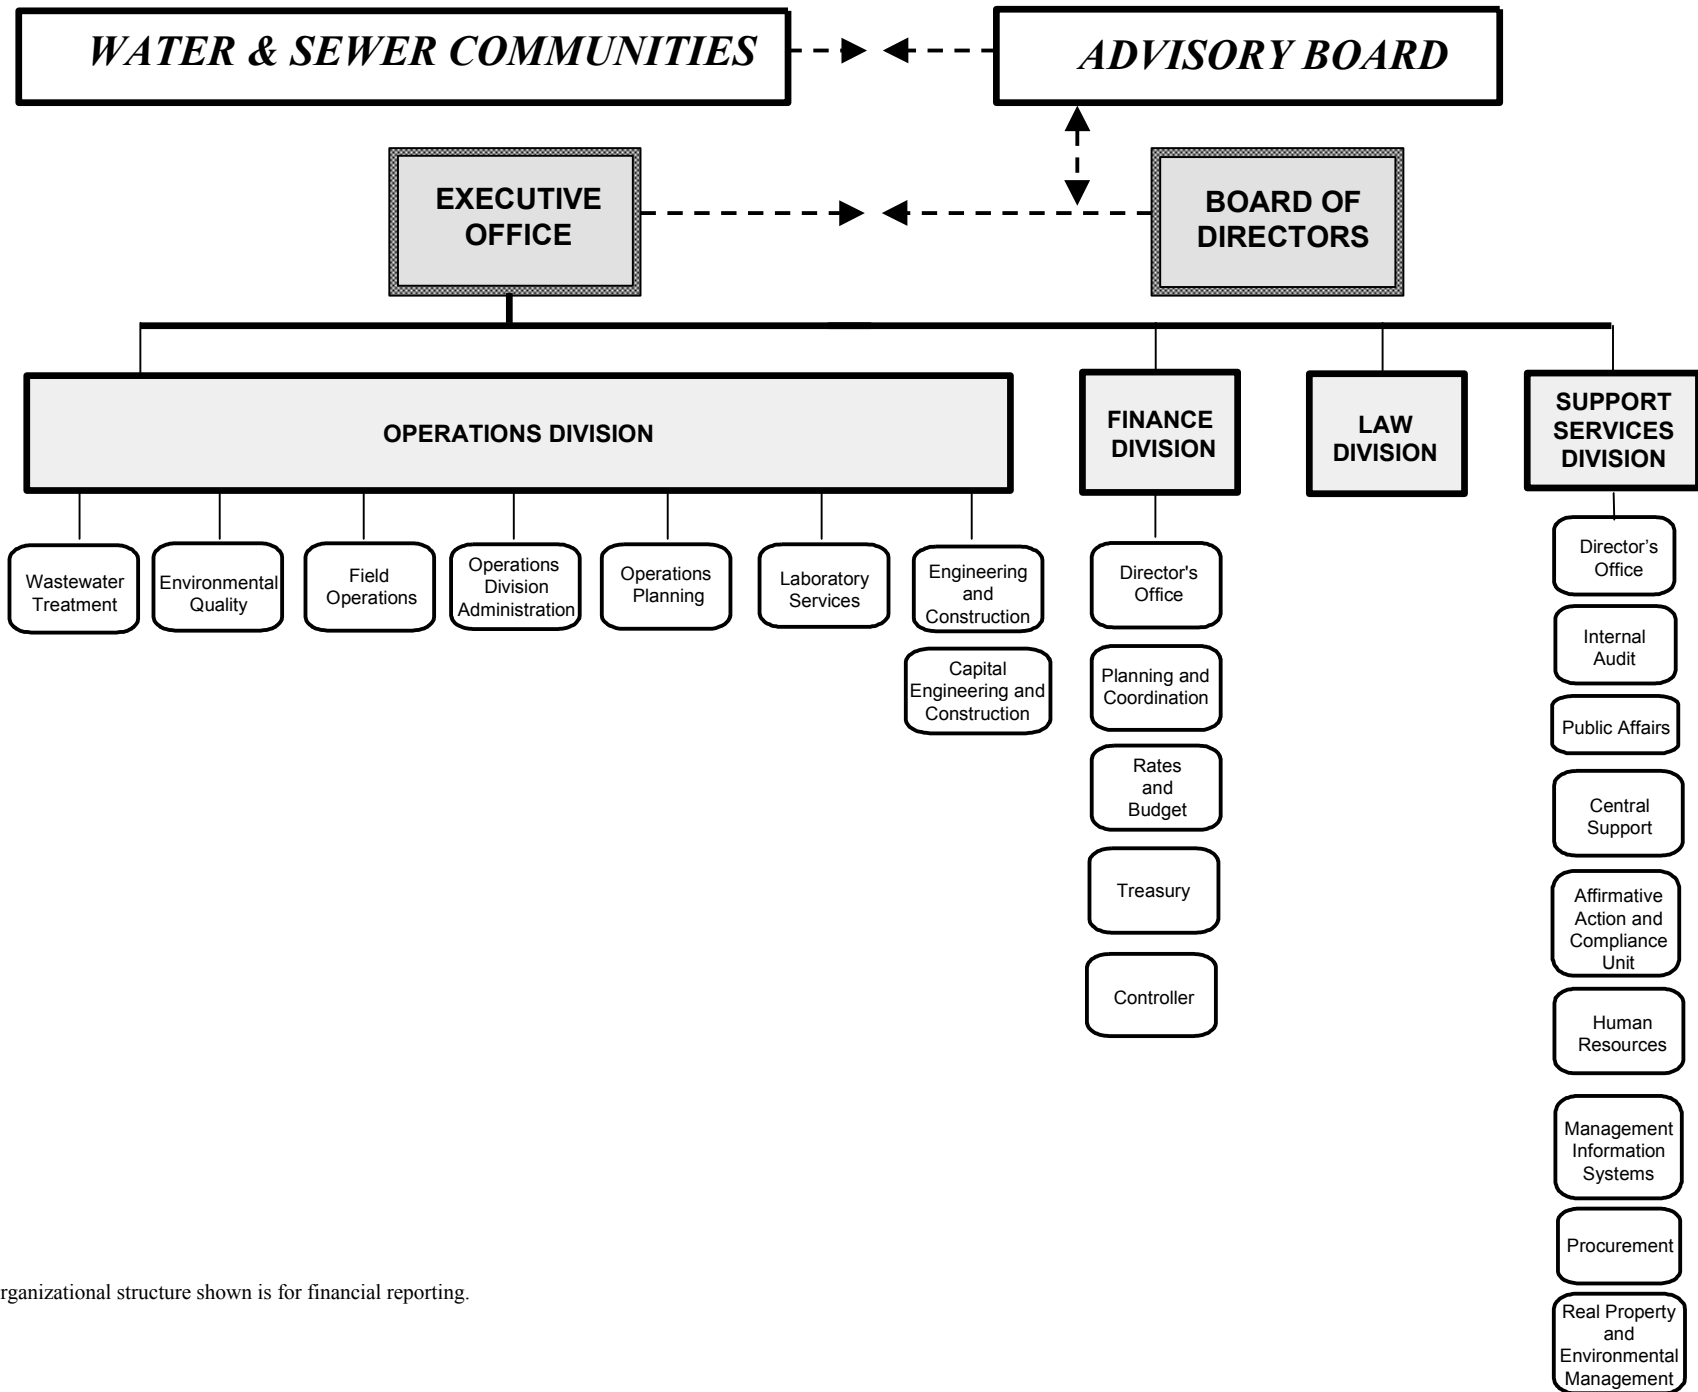 WATER & SEWER COMMUNITIES
ADVISORY BOARD
EXECUTIVE
OFFICE
BOARD OF
DIRECTORS
OPERATIONS DIVISION
FINANCE
DIVISION
LAW
DIVISION
SUPPORT
SERVICES
DIVISION
Wastewater
Treatment
Environmental
Quality
Field
Operations
Operations
Division
Administration
Operations
Planning
Laboratory
Services
Engineering
and
Construction
Capital
Engineering and
Construction
Director's
Office
Planning and
Coordination
Rates
and
Budget
Treasury
Controller
Director’s
Office
Internal
Audit
Public Affairs
Central
Support
Affirmative
Action and
Compliance
Unit
Human
Resources
Management
Information
Systems
Procurement
Real Property
and
Environmental
Management
rganizational structure shown is for financial reporting.